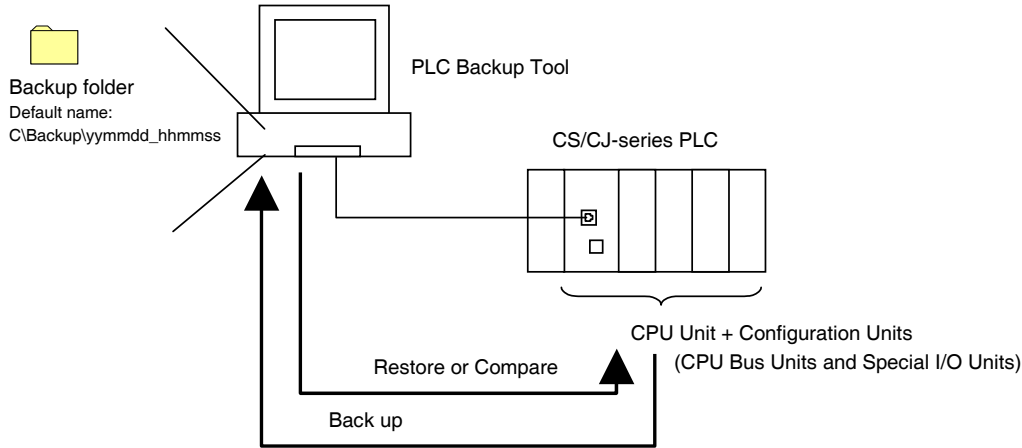 Backup folder
Default name:
C\Backup\yymmdd_hhmmss
PLC Backup Tool
CS/CJ-series PLC
CPU Unit + Configuration Units
(CPU Bus Units and Special I/O Units)
Restore or Compare
Back up